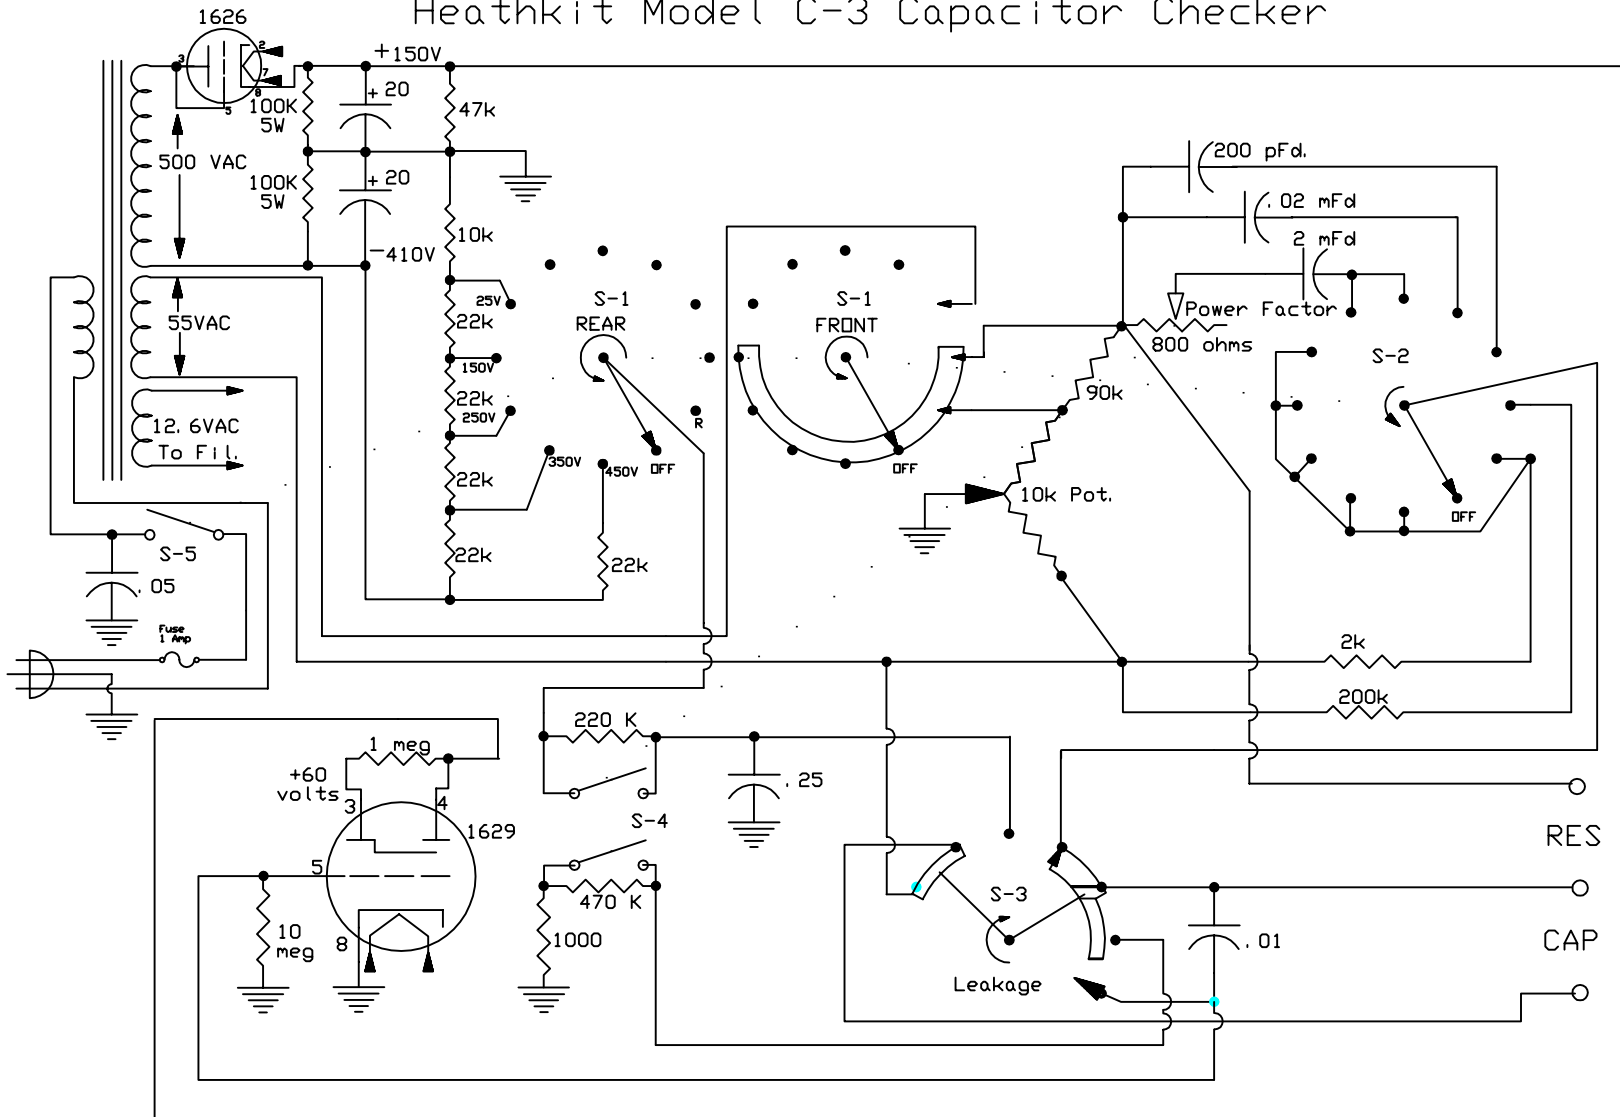 Heathkit Model C-3 Capacitor Checker
1626
2
3
7
8
5
+150V
+ 20
100K
5W
47k
500 VAC
100K
5W
+ 20
10k
-410V
200 pFd.
.02 mFd
2 mFd
25V
S-1
REAR
S-1
FRONT
Power Factor
55VAC
22k
800 ohms
S-2
150V
22k
90k
250V
R
12.6VAC
To Fil.
350V
450V
OFF
OFF
22k
10k Pot.
OFF
S-5
22k
22k
.05
Fuse
1 Amp
2k
200k
220 K
1 meg
+60
volts
3
4
.25
1629
S-4
RES
5
470 K
S-3
10
meg
8
1000
.01
CAP
Leakage